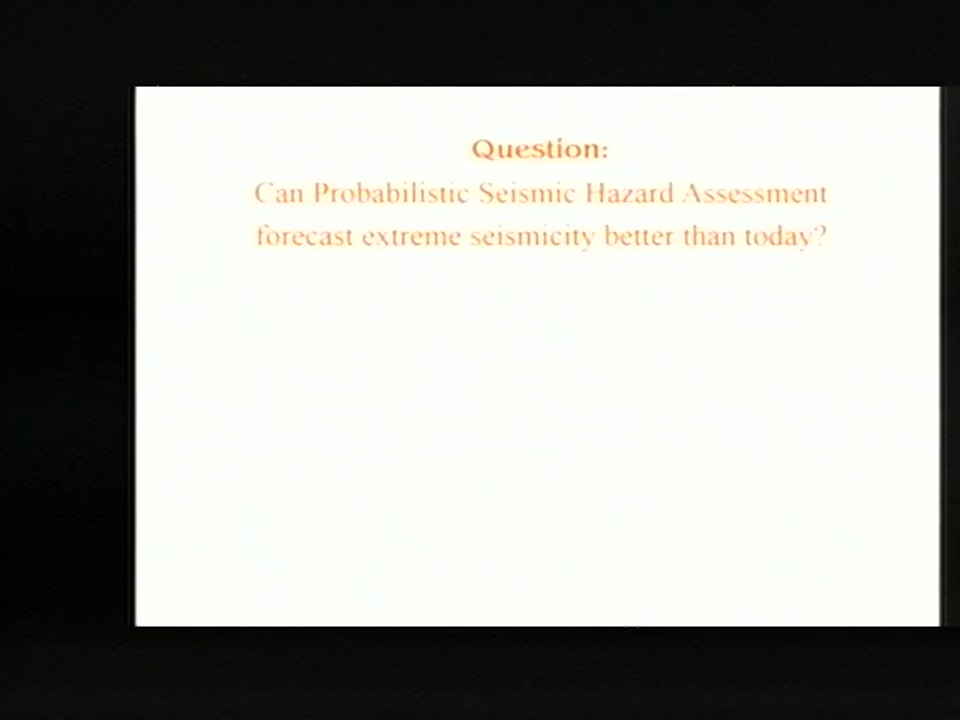 Question:
Can Probabilistic Seismic Hazard Assessment
forecast extreme seismicity better than today?